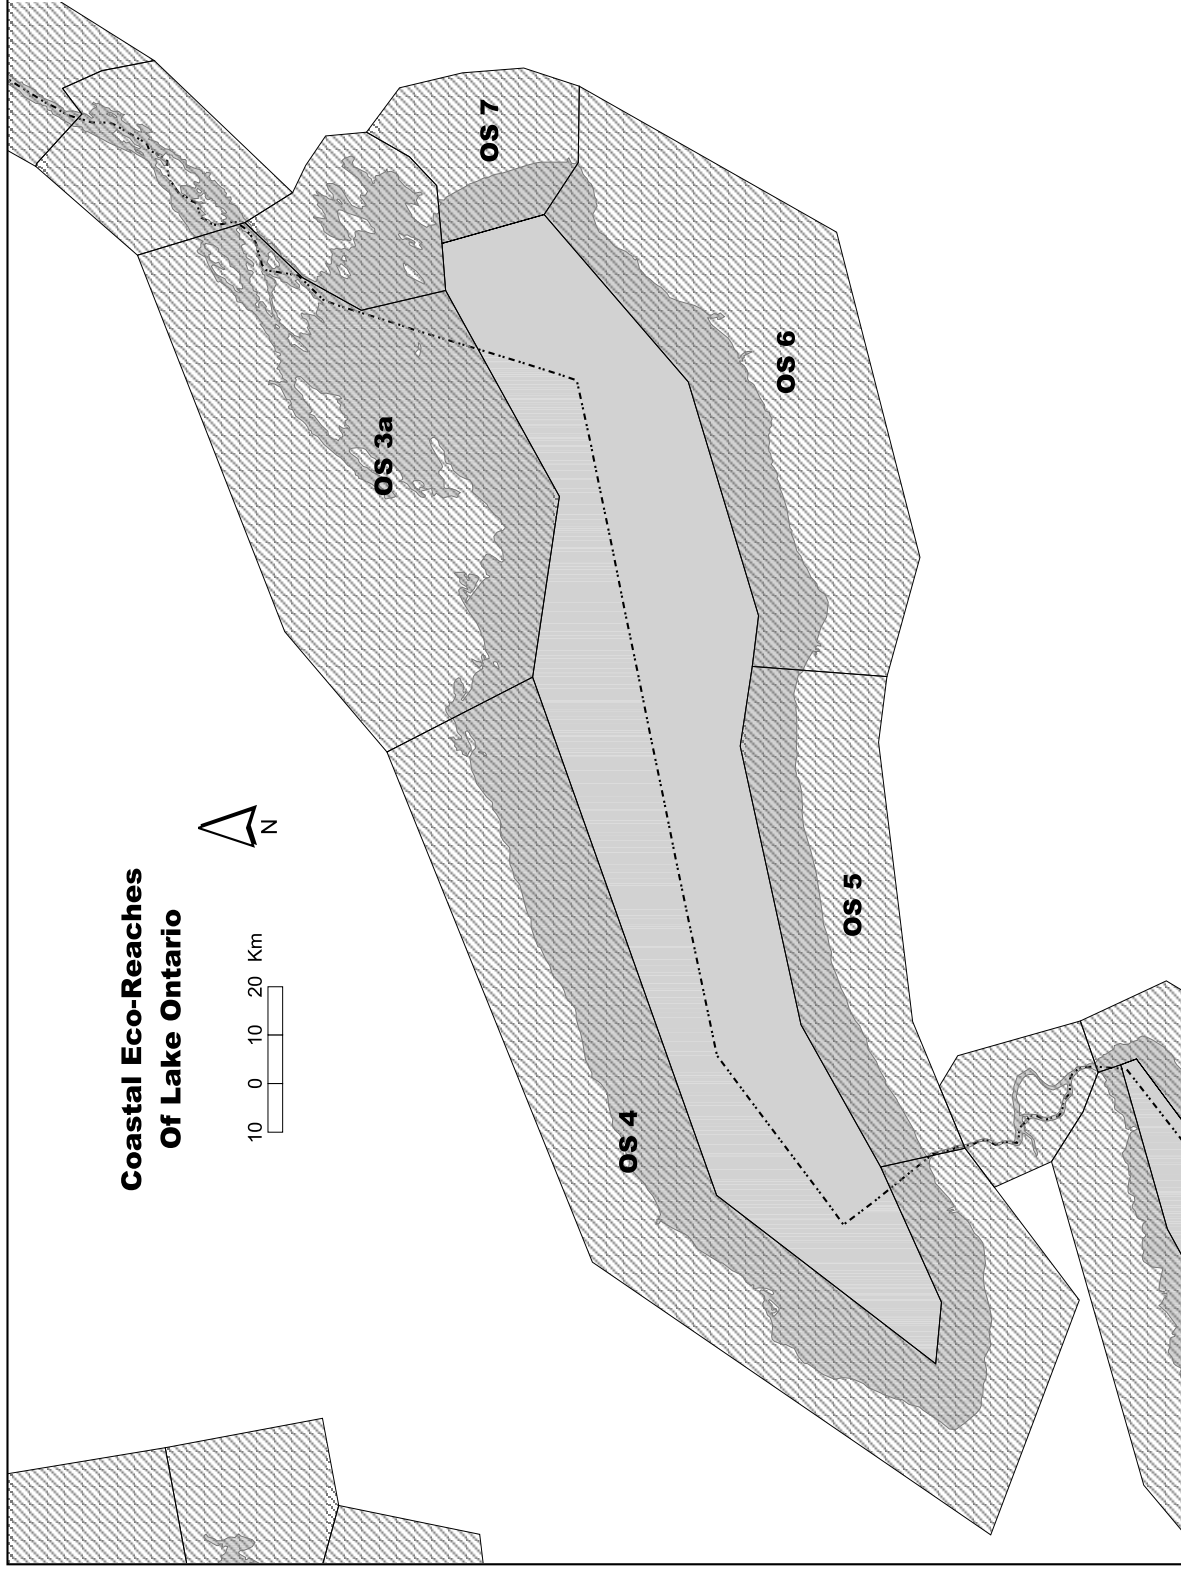 Coastal Eco-Reaches
Of Lake Ontario
10 0 10 20 Km
N
OS 3a
OS 7
OS 6
OS 4
OS 5